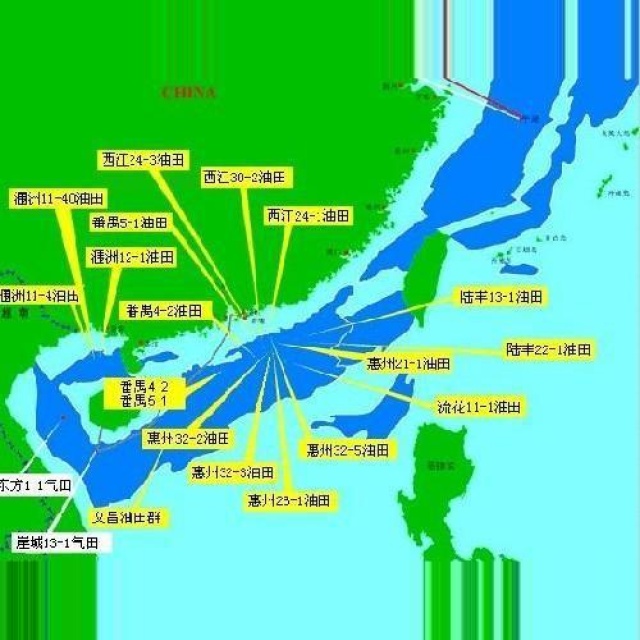 CHINA
西江24-3油田
西江30-2油田
涠洲11-4C油田
番禺5-1油田
西江24-1油田
涠洲12-1油田
涠洲11-4油田
番禺4-2油田
陆丰13-1油田
陆丰22-1油田
惠州21-1油田
番禺4-2
番禺5-1
流花11-1油田
惠州32-2油田
惠州32-5油田
惠州32-3油田
东方1-1气田
惠州26-1油田
文昌油田群
崖城13-1气田